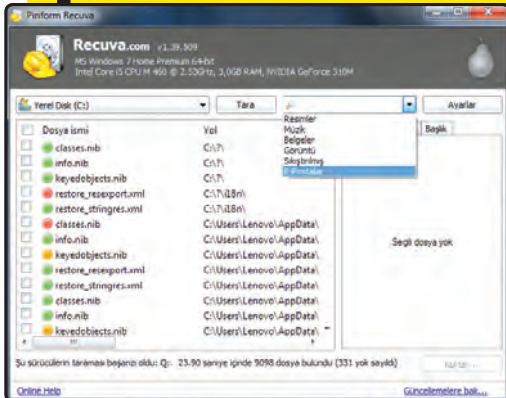 Piriform Recuva
Recuva.com v1.39.509
MS Windows 7 Home Premium 64-bit
Intel Core i5 CPU M 460 @ 2.53GHz, 3,0GB RAM, NVIDIA GeForce 310M
Yerel Disk (C:) Tara Ayarlar
Resimler
Müzik
Belgeler
Görüntü
Sıkıştırılmış
E-Postalar
Dosya ismi Yol Başlık
classes.nib C:\?\
info.nib C:\?\
keyedobjects.nib C:\?\
restore_resexport.xml C:\?\i18n\
restore_stringres.xml C:\?\i18n\
classes.nib C:\Users\Lenovo\AppData\
info.nib C:\Users\Lenovo\AppData\
keyedobjects.nib C:\Users\Lenovo\AppData\
restore_resexport.xml C:\Users\Lenovo\AppData\
restore_stringres.xml C:\Users\Lenovo\AppData\
classes.nib C:\Users\Lenovo\AppData\
info.nib C:\Users\Lenovo\AppData\
keyedobjects.nib C:\Users\Lenovo\AppData\
Seçili dosya yok
Şu sürücülerin taraması başarılı oldu: Q:. 23.90 saniye içinde 9098 dosya bulundu (331 yok sayıldı)
Online Help Güncellemelere bak...